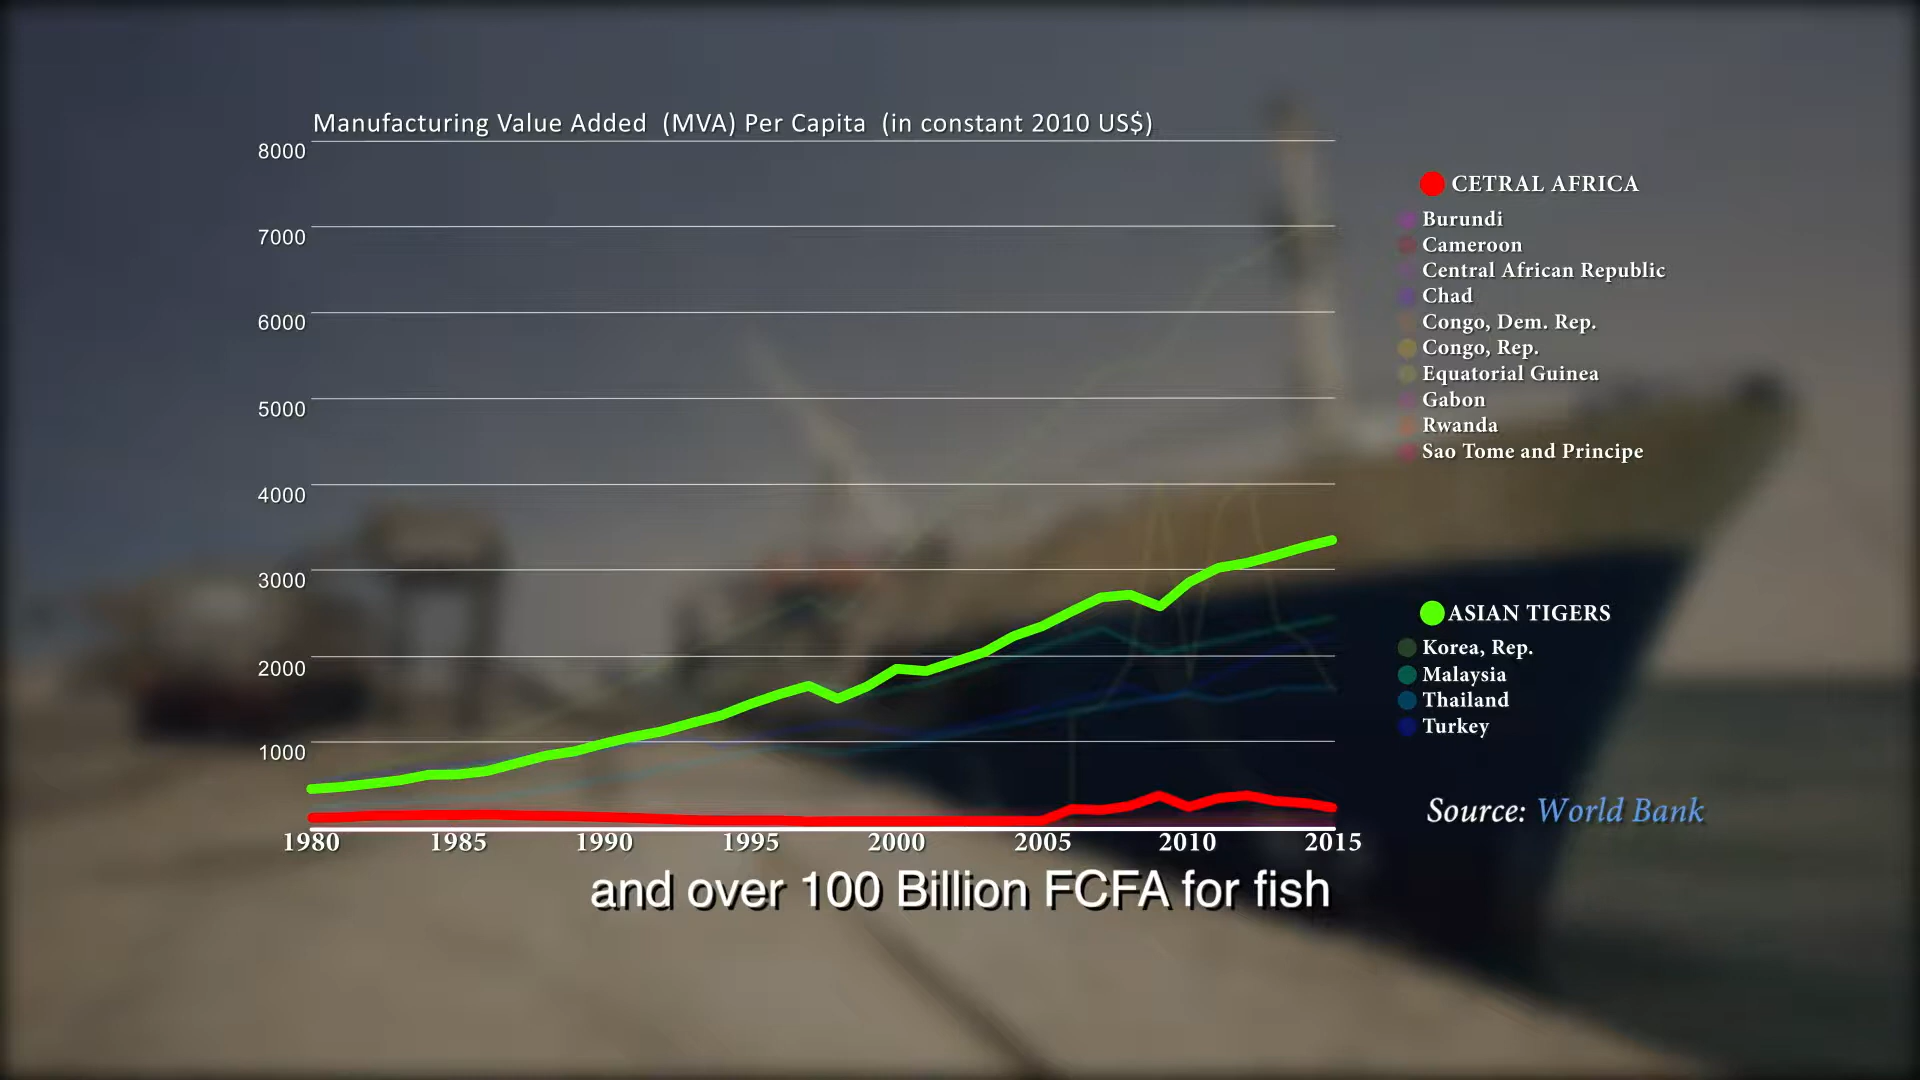 Manufacturing Value Added (MVA) Per Capita (in constant 2010 US$)
8000
7000
6000
5000
4000
3000
2000
1000
1980 1985 1990 1995 2000 2005 2010 2015
CETRAL AFRICA
Burundi
Cameroon
Central African Republic
Chad
Congo, Dem. Rep.
Congo, Rep.
Equatorial Guinea
Gabon
Rwanda
Sao Tome and Principe
ASIAN TIGERS
Korea, Rep.
Malaysia
Thailand
Turkey
Source: World Bank
and over 100 Billion FCFA for fish